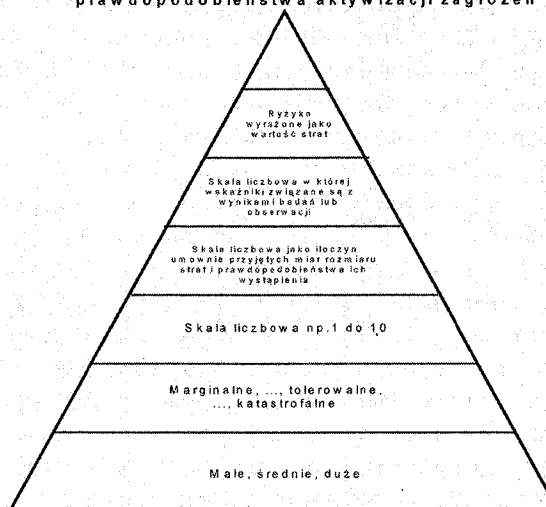 prawdopodobieństwa aktywizacji zagrożeń
Ryzyko
wyrażone jako
wartość strat
Skala liczbowa w której
wskaźniki związane są z
wynikami badań lub
obserwacji
Skala liczbowa jako iloczyn
umownie przyjętych miar rozmiaru
strat i prawdopodobieństwa ich
wystąpienia
Skala liczbowa np.1 do 10
Marginalne, ..., tolerowalne,
..., katastrofalne
Małe, średnie, duże